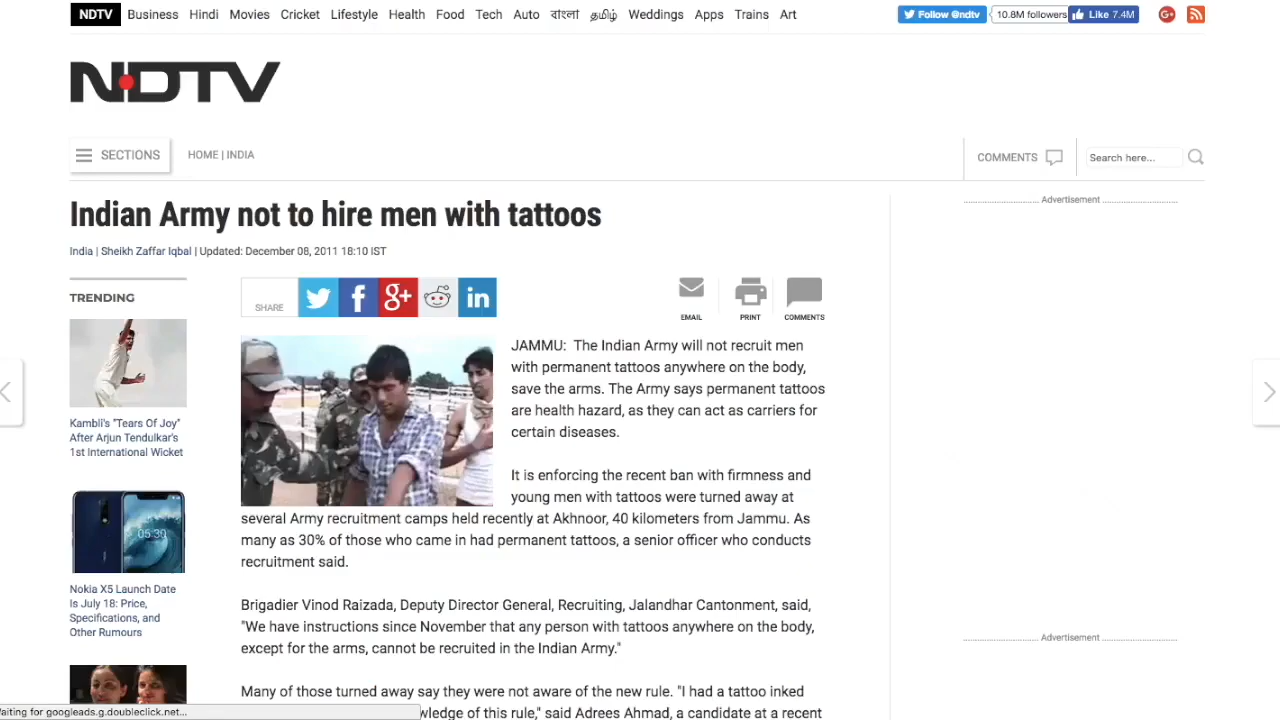 NDTV Business Hindi Movies Cricket Lifestyle Health Food Tech Auto বাংলা தமிழ் Weddings Apps Trains Art
Follow @ndtv 10.8M followers Like 7.4M
NDTV
SECTIONS HOME | INDIA
COMMENTS Search here...
Indian Army not to hire men with tattoos
India | Sheikh Zaffar Iqbal | Updated: December 08, 2011 18:10 IST
TRENDING
Kambli's "Tears Of Joy"
After Arjun Tendulkar's
1st International Wicket
05:30
Nokia X5 Launch Date
Is July 18: Price,
Specifications, and
Other Rumours
SHARE
EMAIL PRINT COMMENTS
JAMMU: The Indian Army will not recruit men
with permanent tattoos anywhere on the body,
save the arms. The Army says permanent tattoos
are health hazard, as they can act as carriers for
certain diseases.
It is enforcing the recent ban with firmness and
young men with tattoos were turned away at
several Army recruitment camps held recently at Akhnoor, 40 kilometers from Jammu. As
many as 30% of those who came in had permanent tattoos, a senior officer who conducts
recruitment said.
Brigadier Vinod Raizada, Deputy Director General, Recruiting, Jalandhar Cantonment, said,
"We have instructions since November that any person with tattoos anywhere on the body,
except for the arms, cannot be recruited in the Indian Army."
Many of those turned away say they were not aware of the new rule. "I had a tattoo inked
wledge of this rule," said Adrees Ahmad, a candidate at a recent
Advertisement
Advertisement
aiting for googleads.g.doubleclick.net...